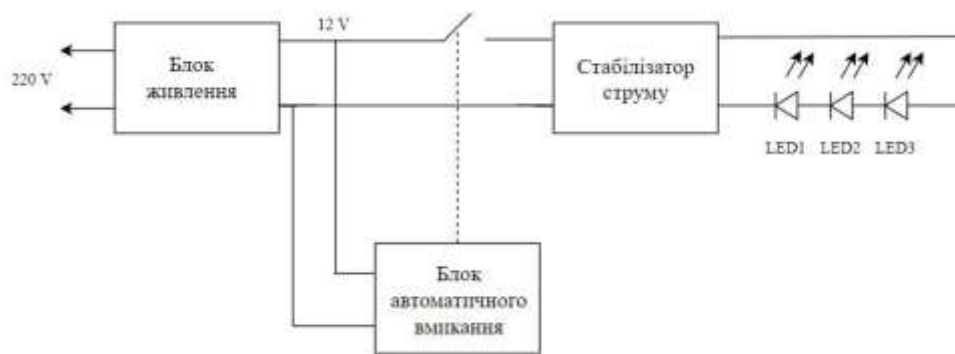 12 V
220 V
Блок
живлення
Стабілізатор
струму
LED1 LED2 LED3
Блок
автоматичного
вмикання